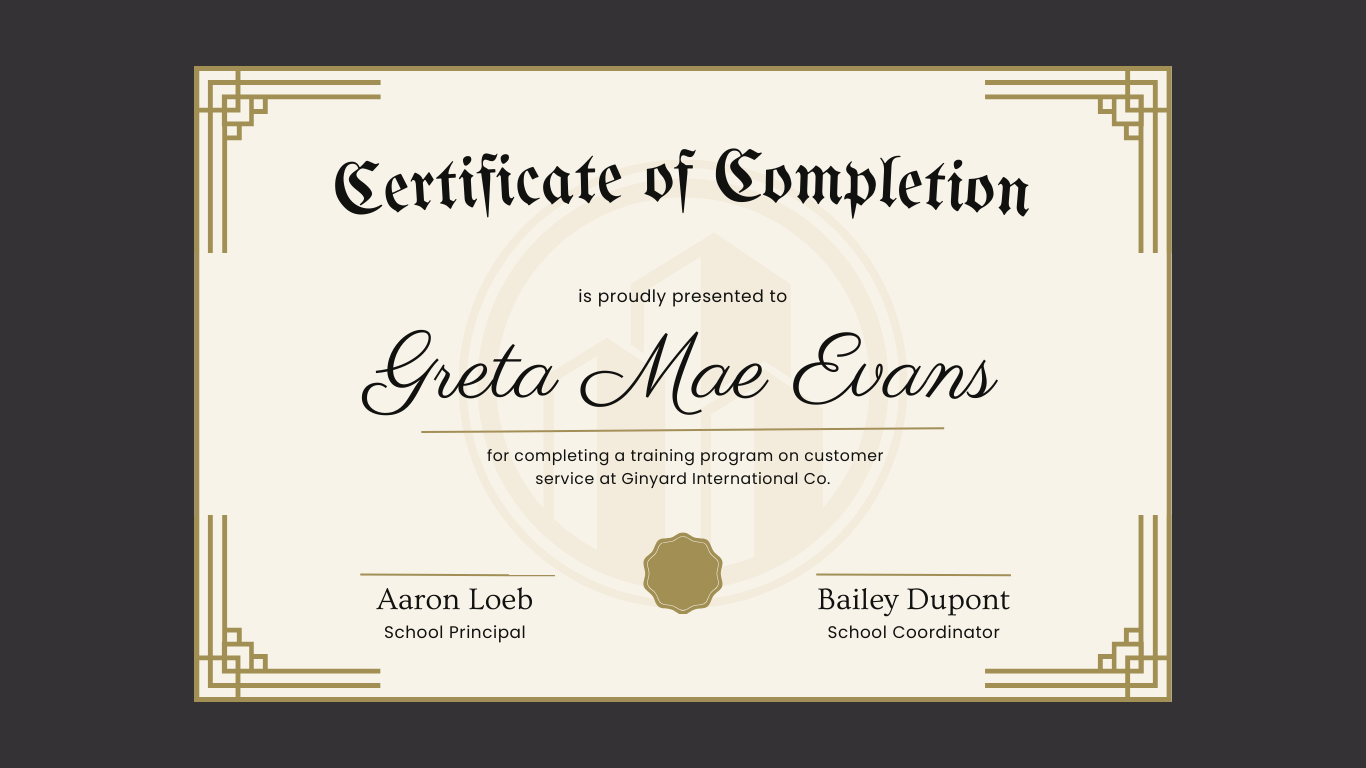 Certificate of Completion
is proudly presented to
Greta Mae Evans
for completing a training program on customer
service at Ginyard International Co.
Aaron Loeb
School Principal
Bailey Dupont
School Coordinator